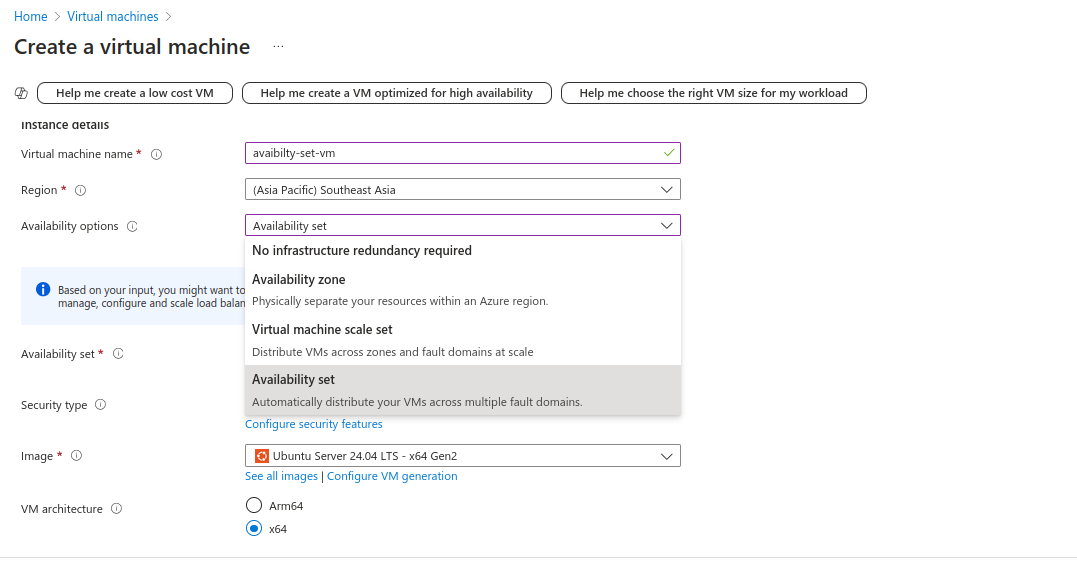 Home > Virtual machines >
Create a virtual machine ...
Help me create a low cost VM Help me create a VM optimized for high availability Help me choose the right VM size for my workload
Instance details
Virtual machine name * avaibilty-set-vm
Region * (Asia Pacific) Southeast Asia
Availability options Availability set
No infrastructure redundancy required
Availability zone
Physically separate your resources within an Azure region.
Virtual machine scale set
Distribute VMs across zones and fault domains at scale
Availability set
Automatically distribute your VMs across multiple fault domains.
Based on your input, you might want to
manage, configure and scale load balan
Availability set *
Security type
Configure security features
Image * Ubuntu Server 24.04 LTS - x64 Gen2
See all images | Configure VM generation
VM architecture Arm64
x64